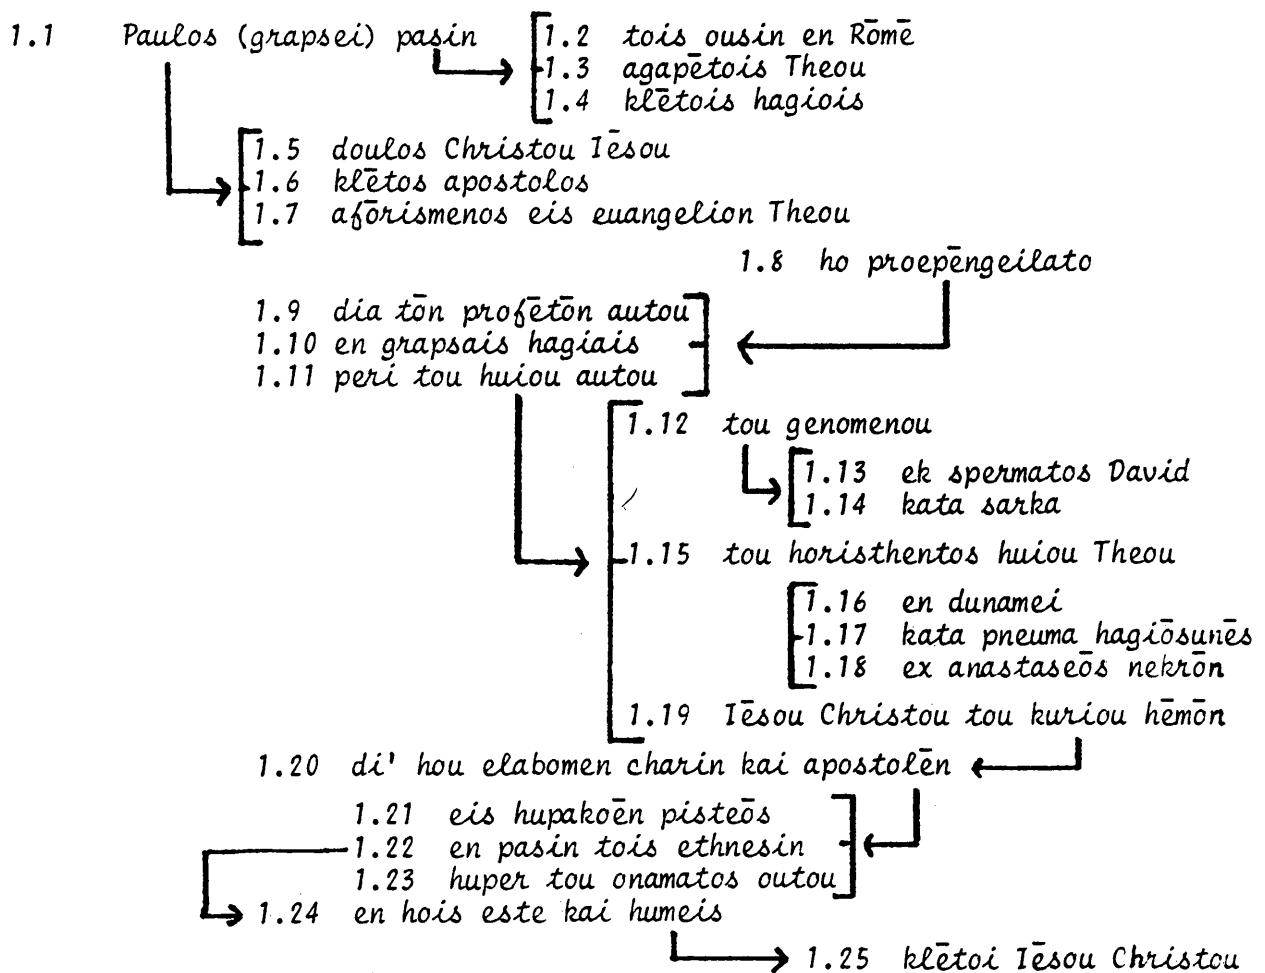 1.1 Paulos (grapsei) pasin
1.2 tois ousin en Rōmē
1.3 agapētois Theou
1.4 klētois hagiois
1.5 doulos Christou Iēsou
1.6 klētos apostolos
1.7 afōrismenos eis euangelion Theou
1.8 ho proepēngeilato
1.9 dia tōn profētōn autou
1.10 en grapsais hagiais
1.11 peri tou huiou autou
1.12 tou genomenou
1.13 ek spermatos David
1.14 kata sarka
1.15 tou horisthentos huiou Theou
1.16 en dunamei
1.17 kata pneuma hagiōsunēs
1.18 ex anastaseōs nekrōn
1.19 Iēsou Christou tou kuriou hēmōn
1.20 di' hou elabomen charin kai apostolēn
1.21 eis hupakoēn pisteōs
1.22 en pasin tois ethnesin
1.23 huper tou onamatos outou
1.24 en hois este kai humeis
1.25 klētoi Iēsou Christou